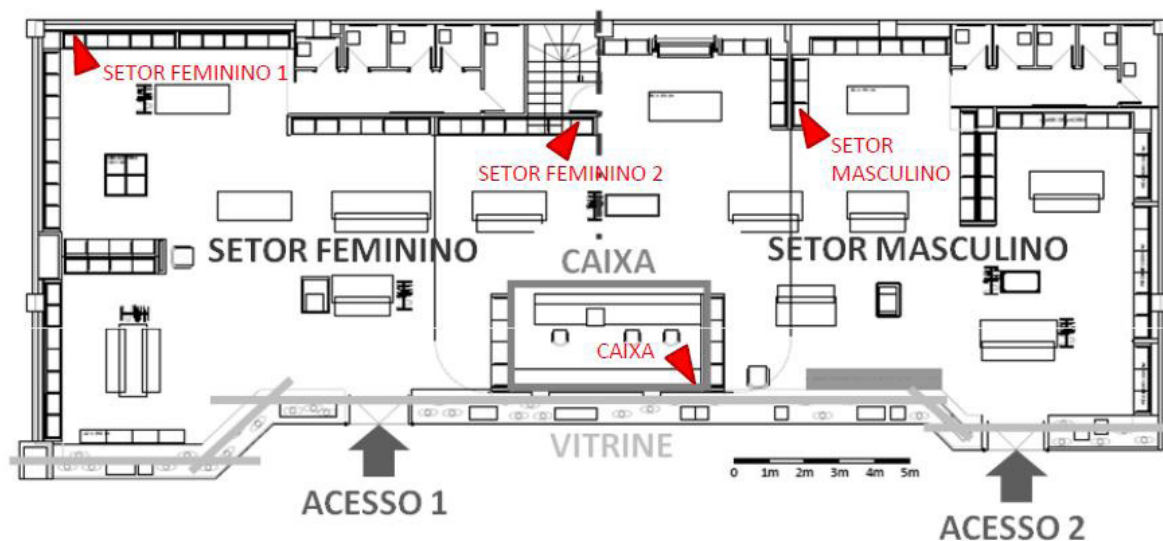 SETOR FEMININO 1
SETOR FEMININO 2
SETOR
MASCULINO
SETOR FEMININO
CAIXA
SETOR MASCULINO
CAIXA
VITRINE
0 1m 2m 3m 4m 5m
ACESSO 1
ACESSO 2